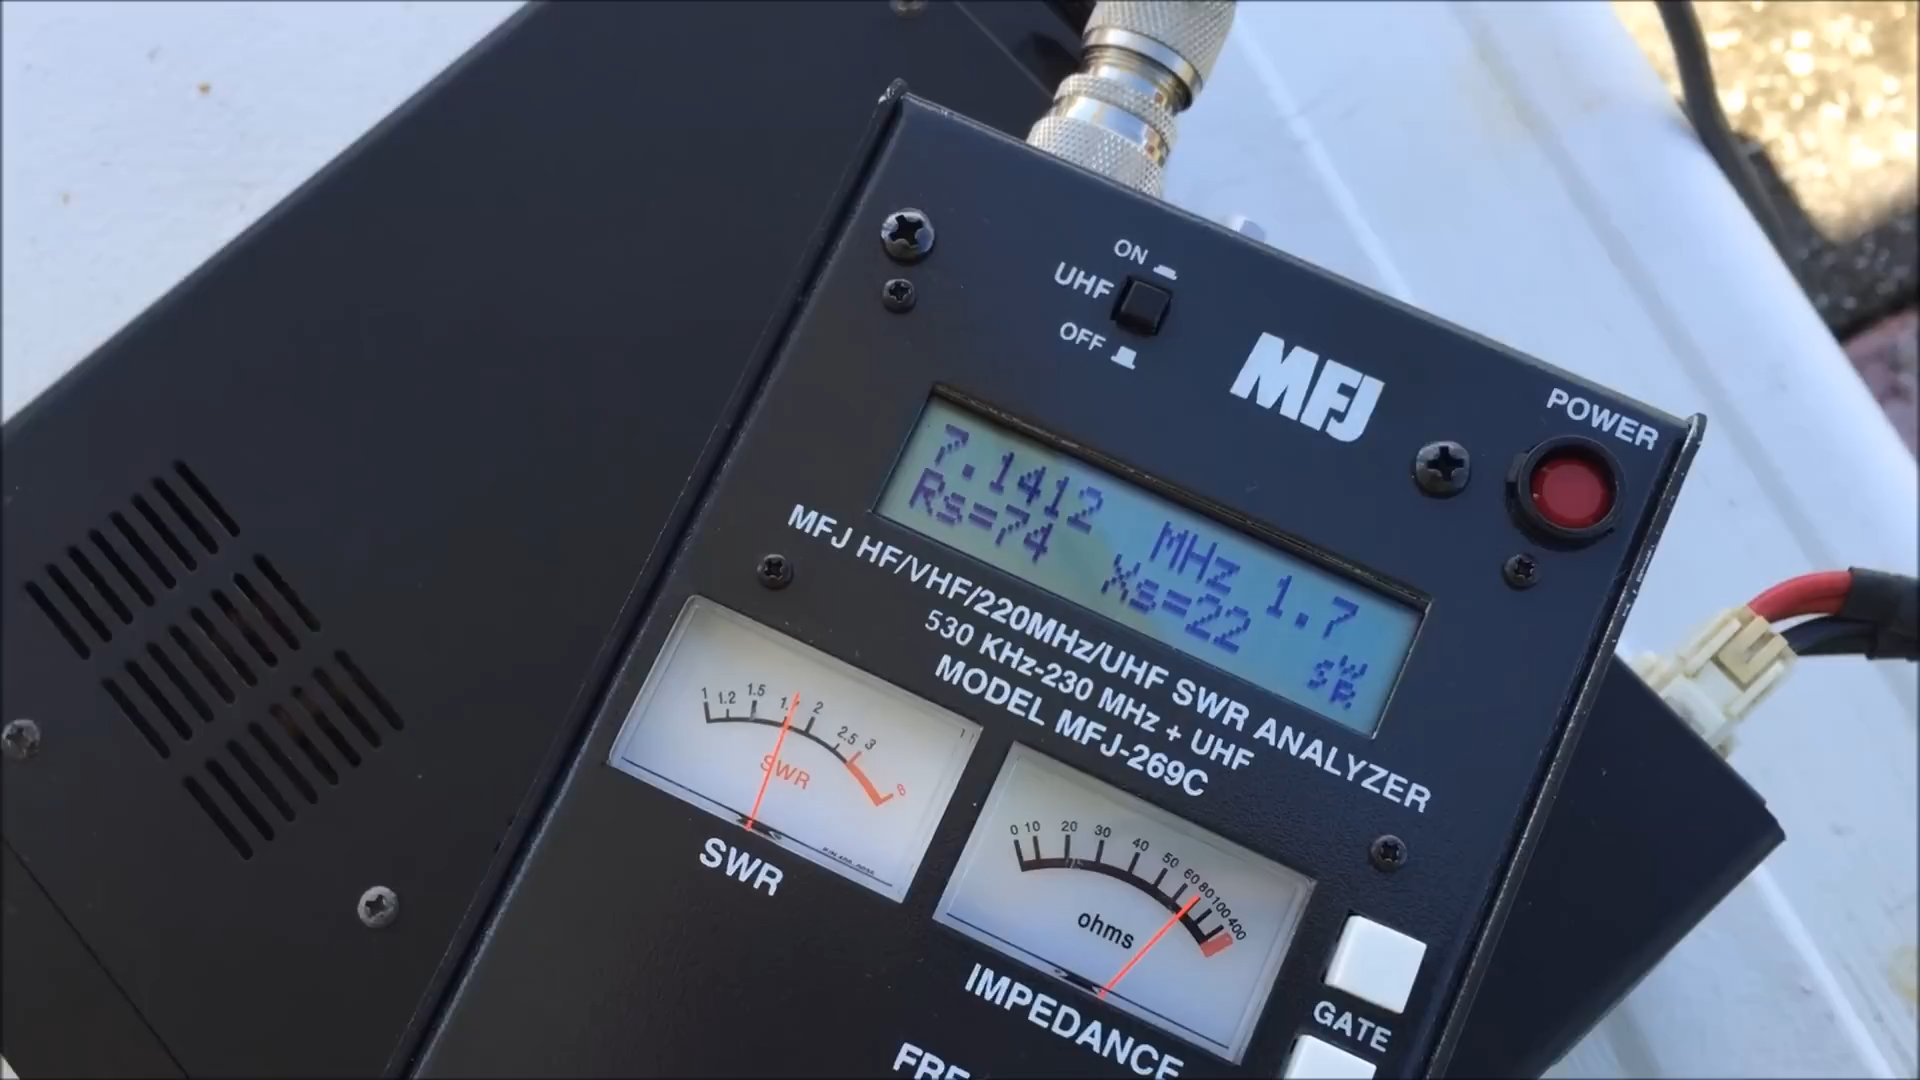 ON
UHF
OFF
MFJ
POWER
7.1412 MHz 1.7
Rs=74 Xs=22 SWR
MFJ HF/VHF/220MHz/UHF SWR ANALYZER
530 KHz-230 MHz + UHF
MODEL MFJ-269C
1 1.2 1.5 2 2.5 3
SWR
SWR
0 10 20 30 40 50 60 80 100 400
ohms
IMPEDANCE
GATE